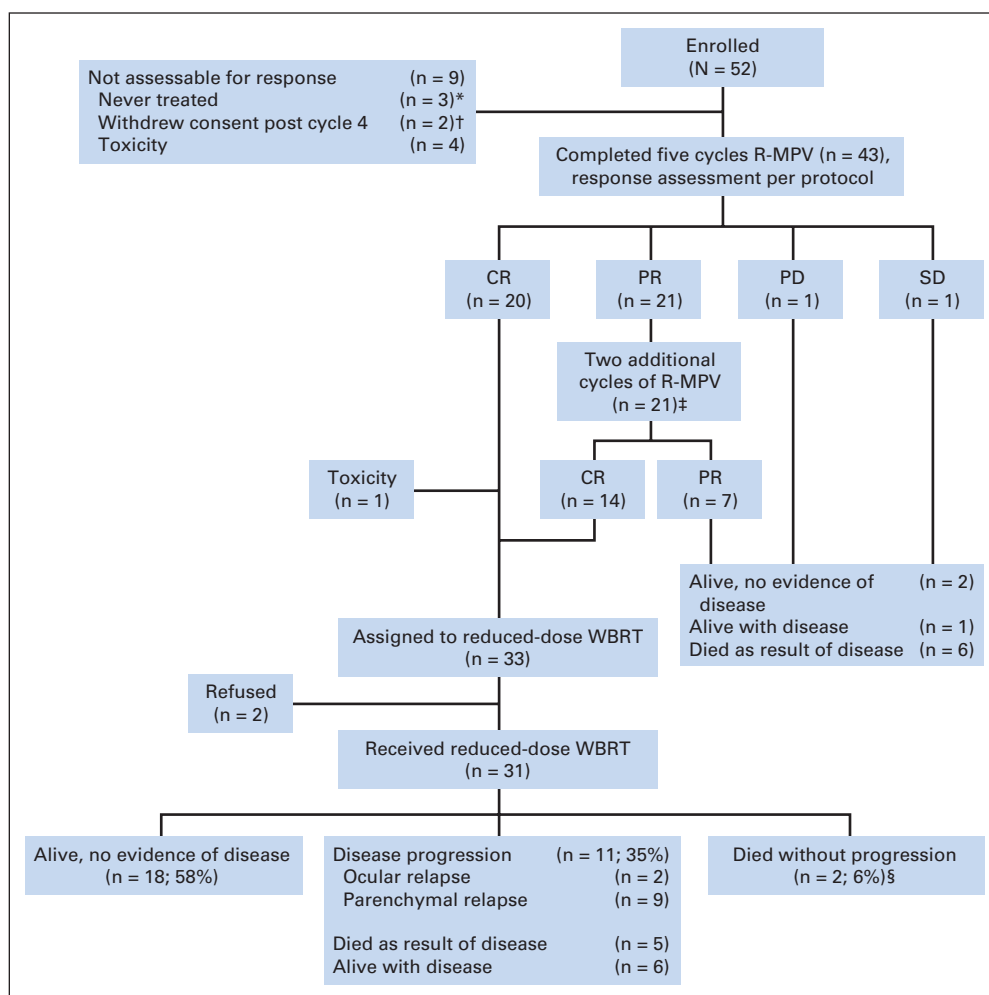 Enrolled
(N = 52)
Not assessable for response (n = 9)
Never treated (n = 3)*
Withdrew consent post cycle 4 (n = 2)†
Toxicity (n = 4)
Completed five cycles R-MPV (n = 43),
response assessment per protocol
CR
(n = 20)
PR
(n = 21)
PD
(n = 1)
SD
(n = 1)
Two additional
cycles of R-MPV
(n = 21)‡
Toxicity
(n = 1)
CR
(n = 14)
PR
(n = 7)
Alive, no evidence of (n = 2)
disease
Alive with disease (n = 1)
Died as result of disease (n = 6)
Assigned to reduced-dose WBRT
(n = 33)
Refused
(n = 2)
Received reduced-dose WBRT
(n = 31)
Alive, no evidence of disease
(n = 18; 58%)
Disease progression (n = 11; 35%)
Ocular relapse (n = 2)
Parenchymal relapse (n = 9)
Died as result of disease (n = 5)
Alive with disease (n = 6)
Died without progression
(n = 2; 6%)§